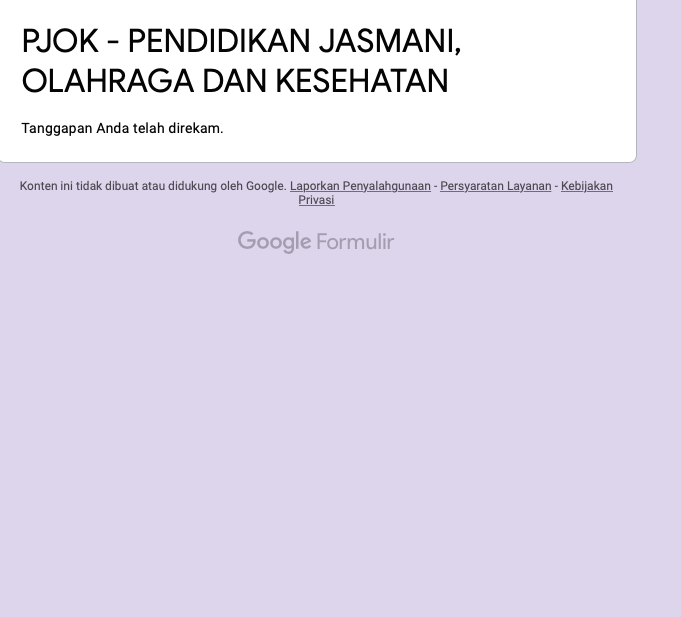 PJOK - PENDIDIKAN JASMANI,
OLAHRAGA DAN KESEHATAN
Tanggapan Anda telah direkam.
Konten ini tidak dibuat atau didukung oleh Google. Laporkan Penyalahgunaan - Persyaratan Layanan - Kebijakan
Privasi
Google Formulir